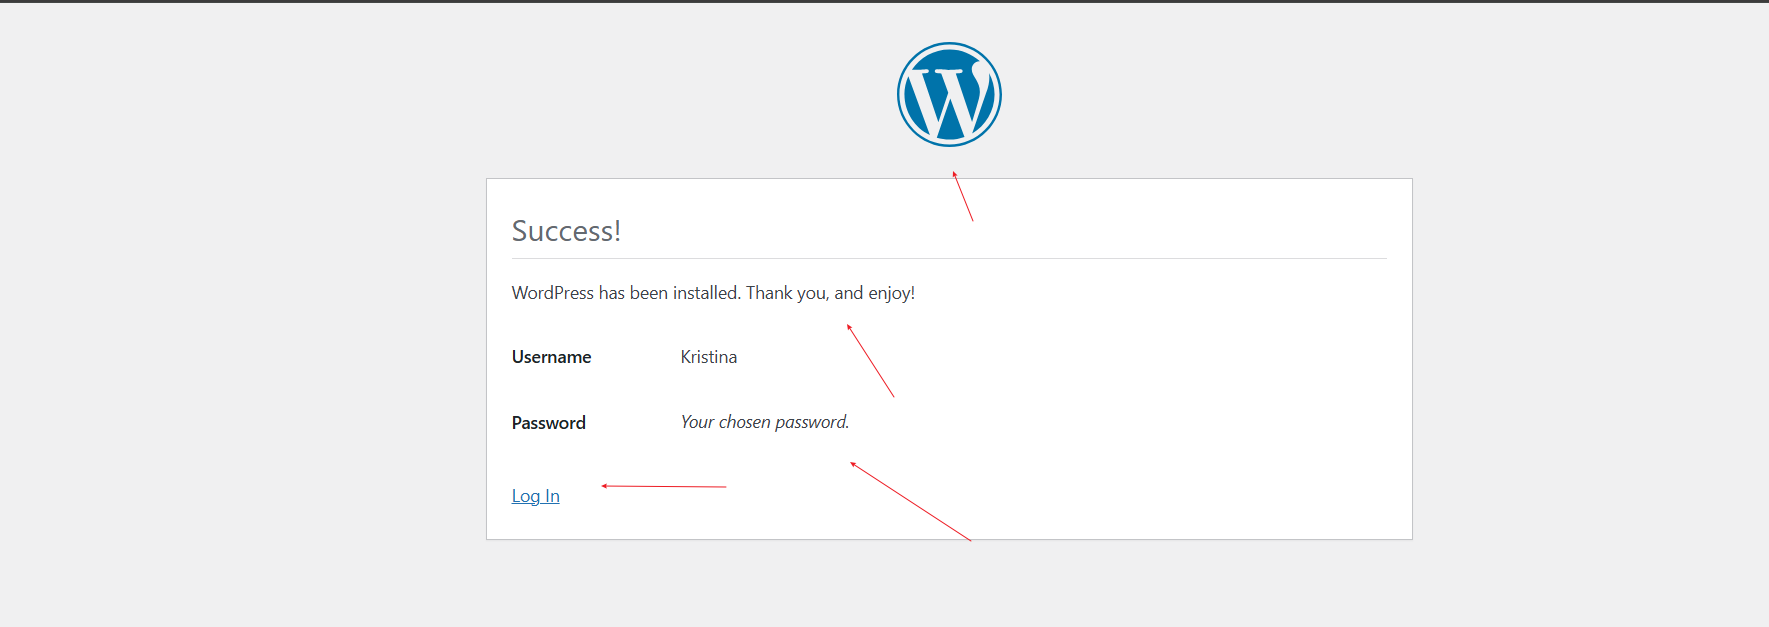 Success!
WordPress has been installed. Thank you, and enjoy!
Username Kristina
Password Your chosen password.
Log In